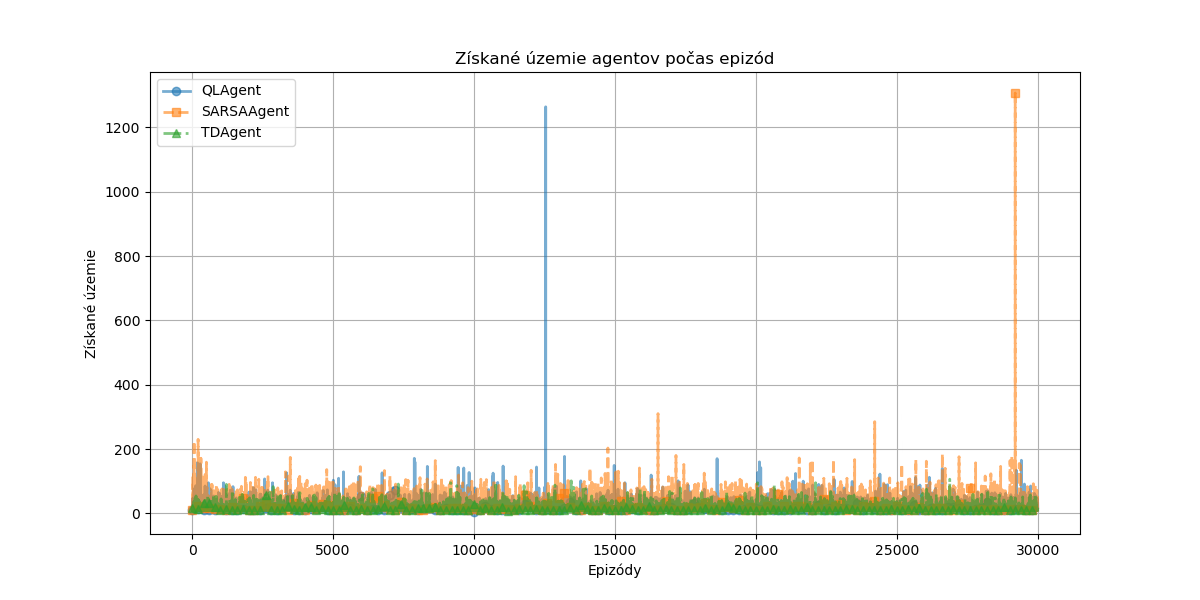 Získané územie agentov počas epizód
QLAgent
SARSAAgent
TDAgent
1200
1000
800
600
400
200
0
Získané územie
0 5000 10000 15000 20000 25000 30000
Epizódy